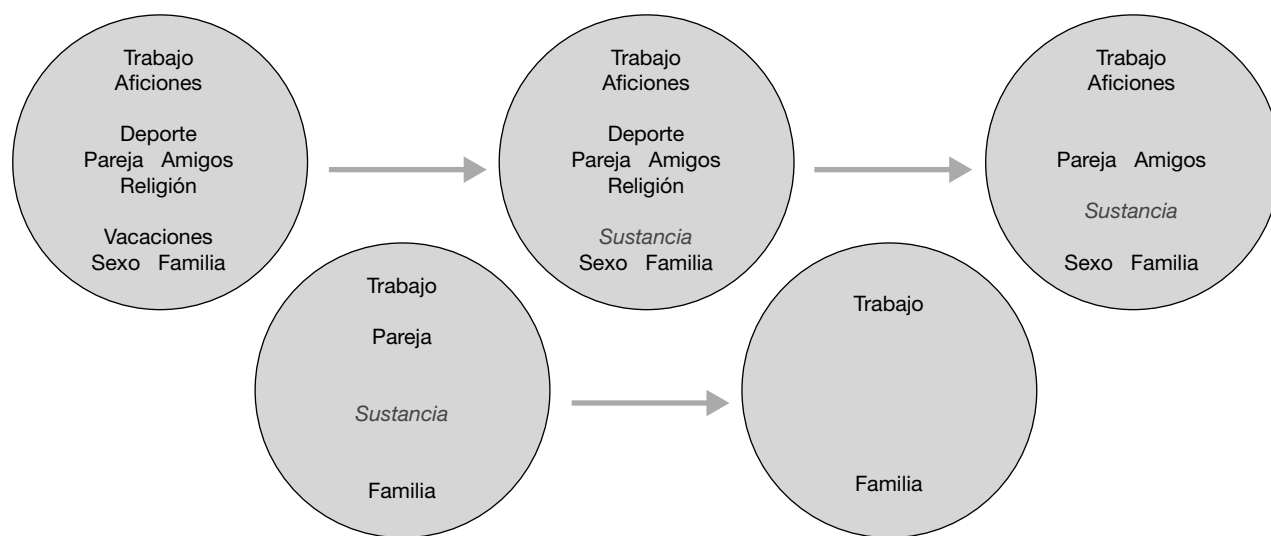 Trabajo
Aficiones
Deporte
Pareja Amigos
Religión
Vacaciones
Sexo Familia
Trabajo
Aficiones
Deporte
Pareja Amigos
Religión
Sustancia
Sexo Familia
Trabajo
Aficiones
Pareja Amigos
Sustancia
Sexo Familia
Trabajo
Pareja
Sustancia
Familia
Trabajo
Familia